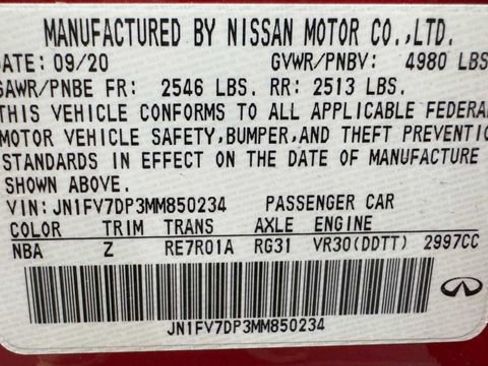 MANUFACTURED BY NISSAN MOTOR CO.,LTD.
DATE: 09/20 GVWR/PNBV: 4980 LBS
GAWR/PNBE FR: 2546 LBS. RR: 2513 LBS.
THIS VEHICLE CONFORMS TO ALL APPLICABLE FEDERA
MOTOR VEHICLE SAFETY,BUMPER,AND THEFT PREVENTIO
STANDARDS IN EFFECT ON THE DATE OF MANUFACTURE
SHOWN ABOVE.
VIN: JN1FV7DP3MM850234 PASSENGER CAR
COLOR TRIM TRANS AXLE ENGINE
NBA Z RE7R01A RG31 VR30(DDTT) 2997CC
JN1FV7DP3MM850234